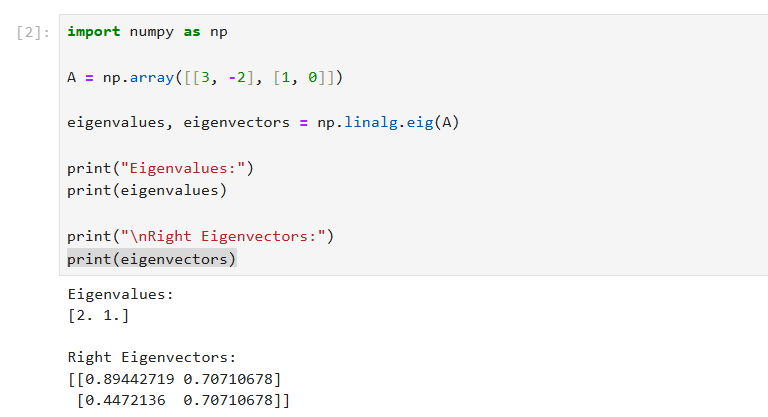 [2]: import numpy as np
A = np.array([[3, -2], [1, 0]])
eigenvalues, eigenvectors = np.linalg.eig(A)
print("Eigenvalues:")
print(eigenvalues)
print("\nRight Eigenvectors:")
print(eigenvectors)
Eigenvalues:
[2. 1.]
Right Eigenvectors:
[[0.89442719 0.70710678]
 [0.4472136  0.70710678]]